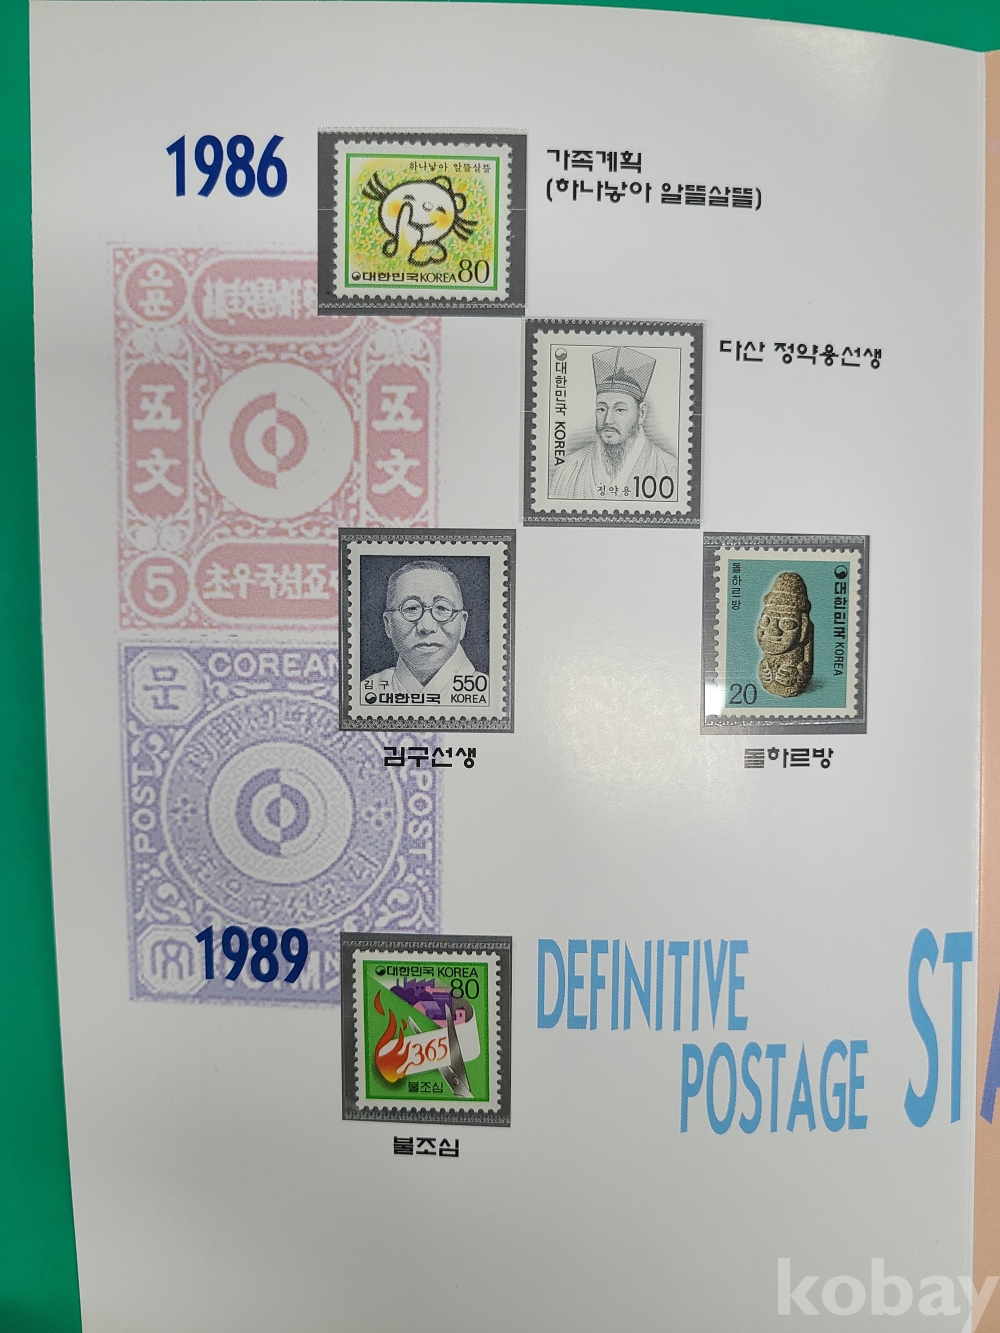 1986
하나낳아 알뜰살뜰
대한민국 KOREA 80
가족계획
(하나낳아 알뜰살뜰)
대한민국 KOREA
정약용 100
다산 정약용선생
五文
五文
5
김구
550
대한민국 KOREA
김구선생
돌하르방
대한민국 KOREA
20
돌하르방
문
COREAN
POST
POST
1989
대한민국 KOREA
80
365
불조심
불조심
DEFINITIVE
POSTAGE
ST
kobay